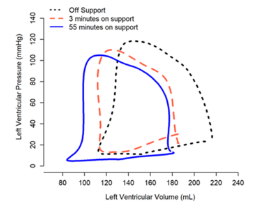 Off Support
3 minutes on support
55 minutes on support
Left Ventricular Pressure (mmHg)
140
120
100
80
60
40
20
0
80 100 120 140 160 180 200 220 240
Left Ventricular Volume (mL)